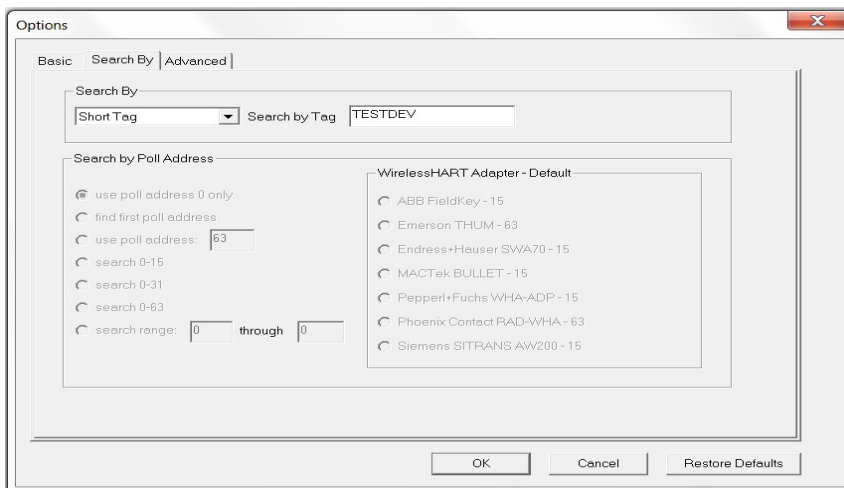 Options
Basic Search By Advanced
Search By
Short Tag Search by Tag TESTDEV
Search by Poll Address
use poll address 0 only
find first poll address
use poll address: 63
search 0-15
search 0-31
search 0-63
search range: 0 through 0
WirelessHART Adapter - Default
ABB FieldKey - 15
Emerson THUM - 63
Endress+Hauser SWA70 - 15
MACTek BULLET - 15
Pepperl+Fuchs WHA-ADP - 15
Phoenix Contact RAD-WHA - 63
Siemens SITRANS AW200 - 15
OK Cancel Restore Defaults